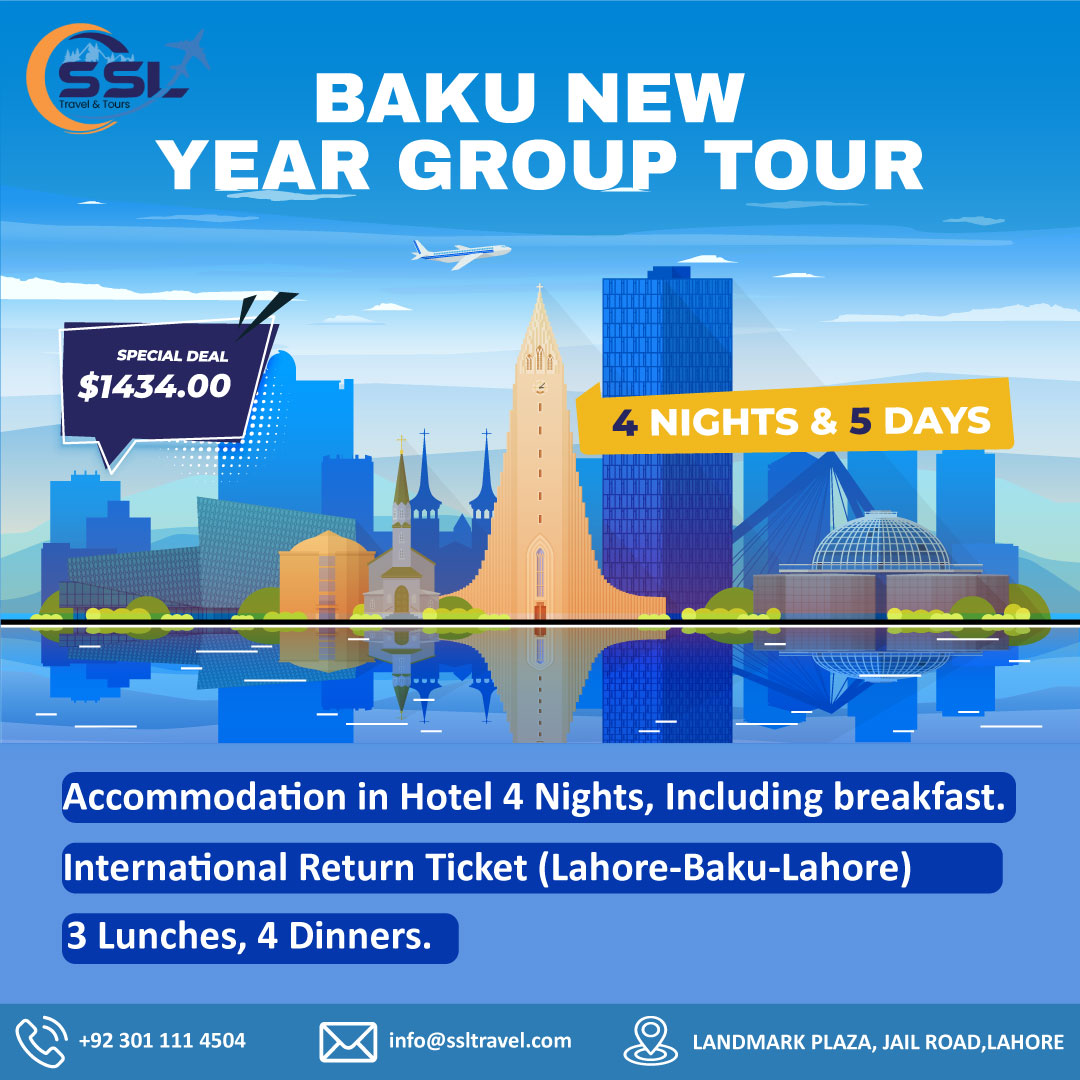 SSL
Travel & Tours
BAKU NEW
YEAR GROUP TOUR
SPECIAL DEAL
$1434.00
4 NIGHTS & 5 DAYS
Accommodation in Hotel 4 Nights, Including breakfast.
International Return Ticket (Lahore-Baku-Lahore)
3 Lunches, 4 Dinners.
+92 301 111 4504
info@ssltravel.com
LANDMARK PLAZA, JAIL ROAD,LAHORE